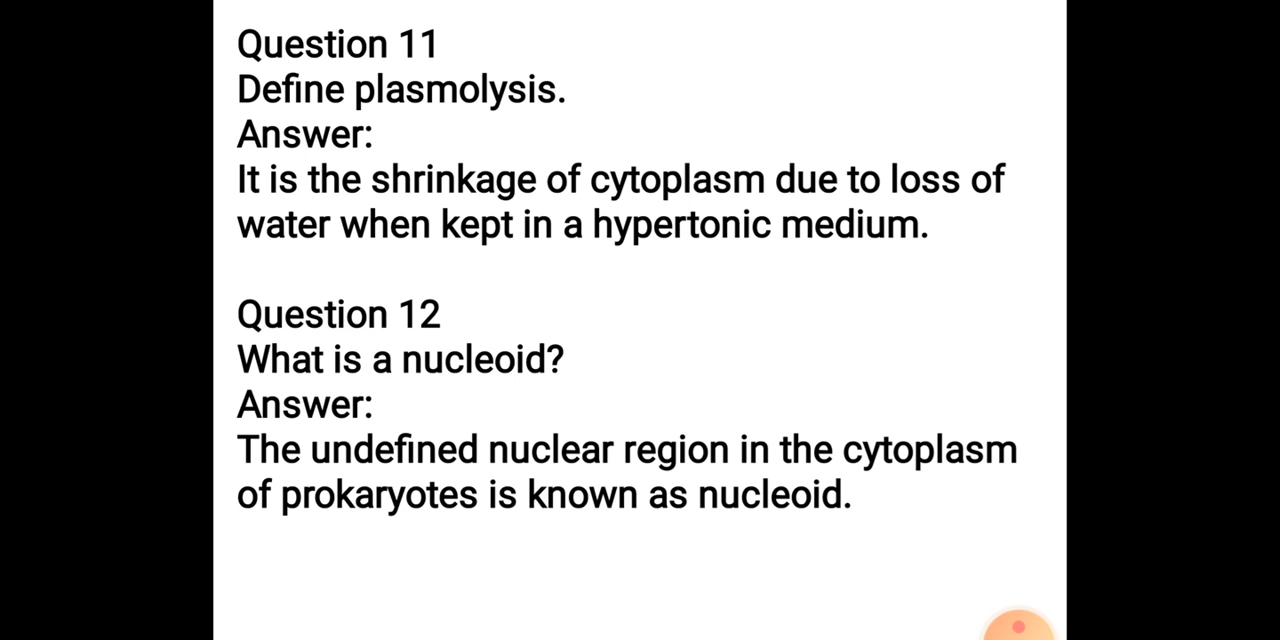 Question 11
Define plasmolysis.
Answer:
It is the shrinkage of cytoplasm due to loss of
water when kept in a hypertonic medium.
Question 12
What is a nucleoid?
Answer:
The undefined nuclear region in the cytoplasm
of prokaryotes is known as nucleoid.